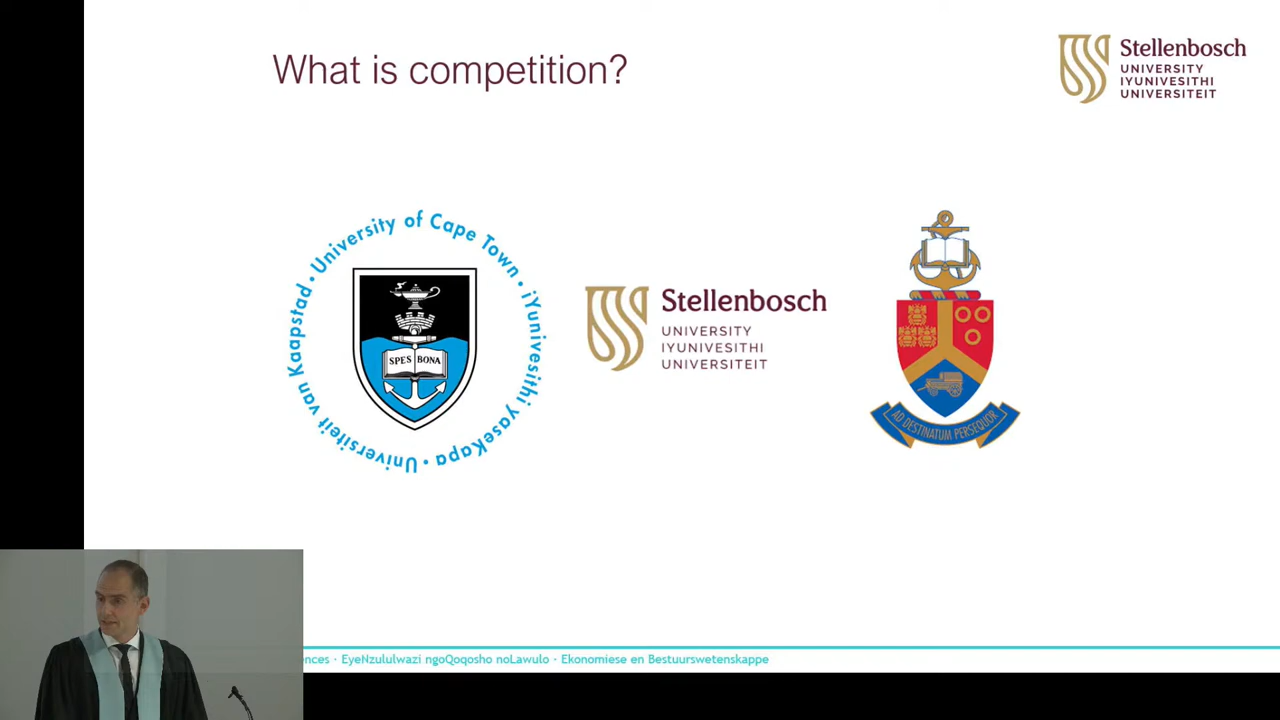 What is competition?
Stellenbosch
UNIVERSITY
IYUNIVESITHI
UNIVERSITEIT
University of Cape Town · iYunivesithi yaseKapa · Universiteit van Kaapstad ·
SPES BONA
Stellenbosch
UNIVERSITY
IYUNIVESITHI
UNIVERSITEIT
AD DESTINATUM PERSEQUOR
· EyeNzululwazi ngoQoqosho noLawulo · Ekonomiese en Bestuurswetenskappe